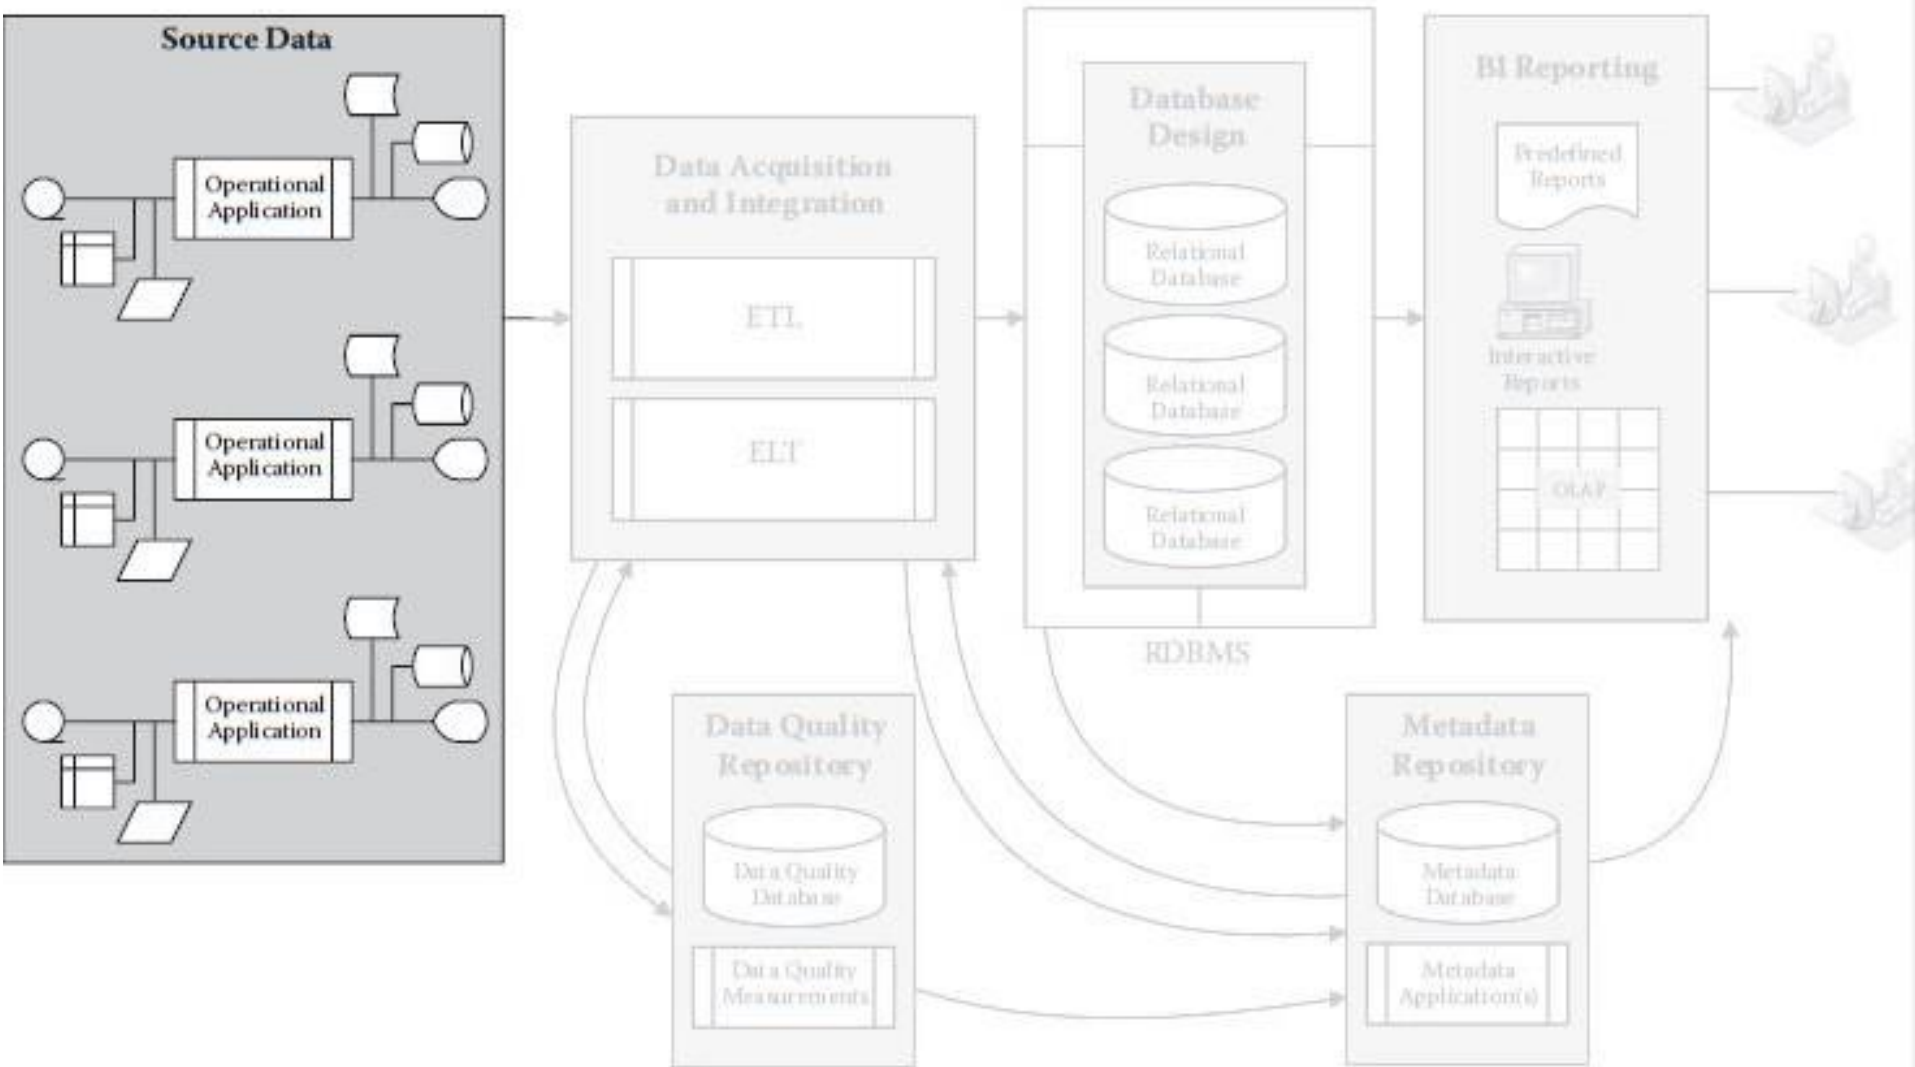 Source Data
Operational
Application
Operational
Application
Operational
Application
Data Acquisition
and Integration
ETL
ELT
Database
Design
Relational
Database
Relational
Database
Relational
Database
RDBMS
BI Reporting
Predefined
Reports
Interactive
Reports
OLAP
Data Quality
Repository
Data Quality
Database
Data Quality
Measurements
Metadata
Repository
Metadata
Database
Metadata
Application(s)